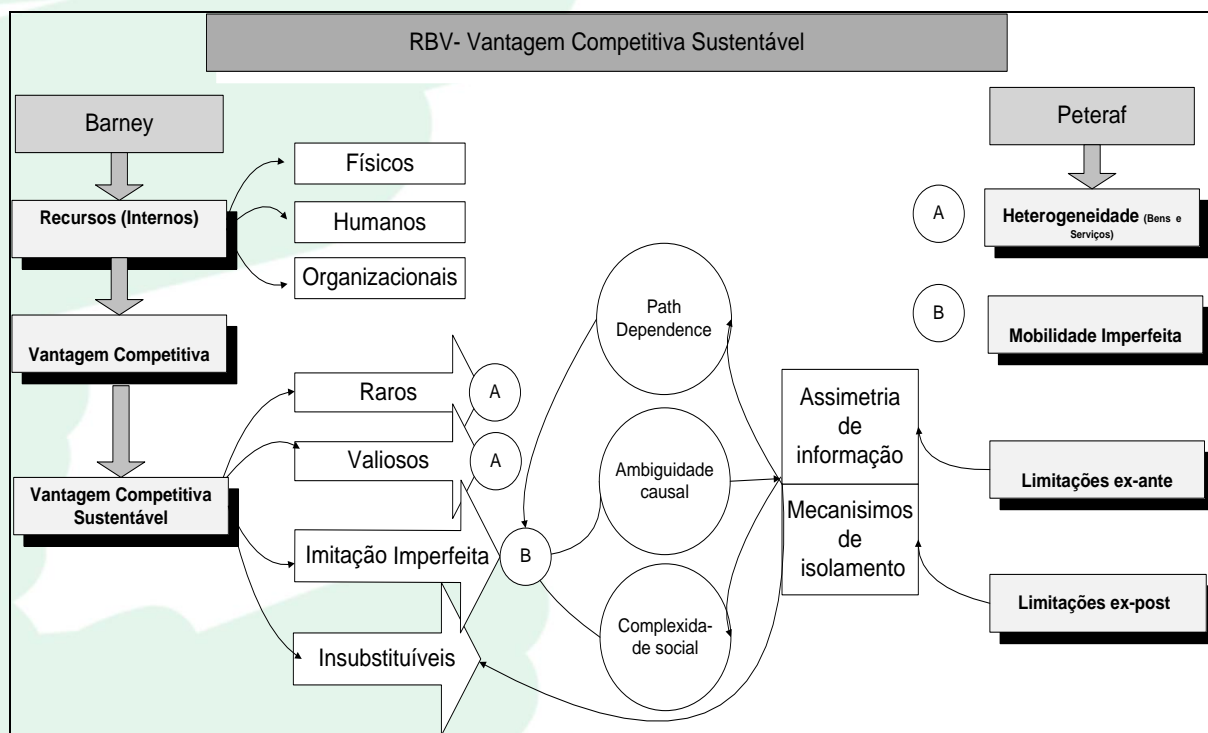 RBV- Vantagem Competitiva Sustentável
Barney
Peteraf
Físicos
Recursos (Internos)
Humanos
Organizacionais
A
Heterogeneidade (Bens e
Serviços)
Vantagem Competitiva
Path
Dependence
B
Mobilidade Imperfeita
Raros
A
Valiosos
A
Assimetria
de
informação
Vantagem Competitiva
Sustentável
Ambiguidade
causal
Limitações ex-ante
Imitação Imperfeita
B
Mecanisimos
de
isolamento
Insubstituíveis
Complexida-
de social
Limitações ex-post